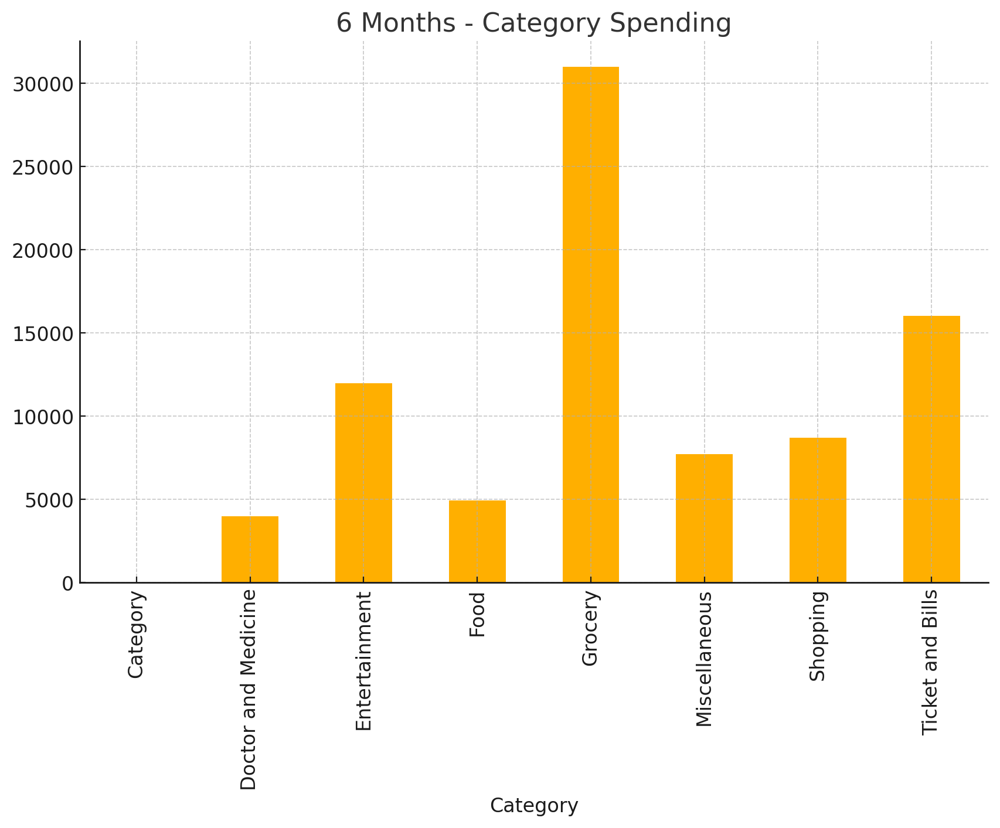 6 Months - Category Spending
30000
25000
20000
15000
10000
5000
0
Category
Doctor and Medicine
Entertainment
Food
Grocery
Miscellaneous
Shopping
Ticket and Bills
Category